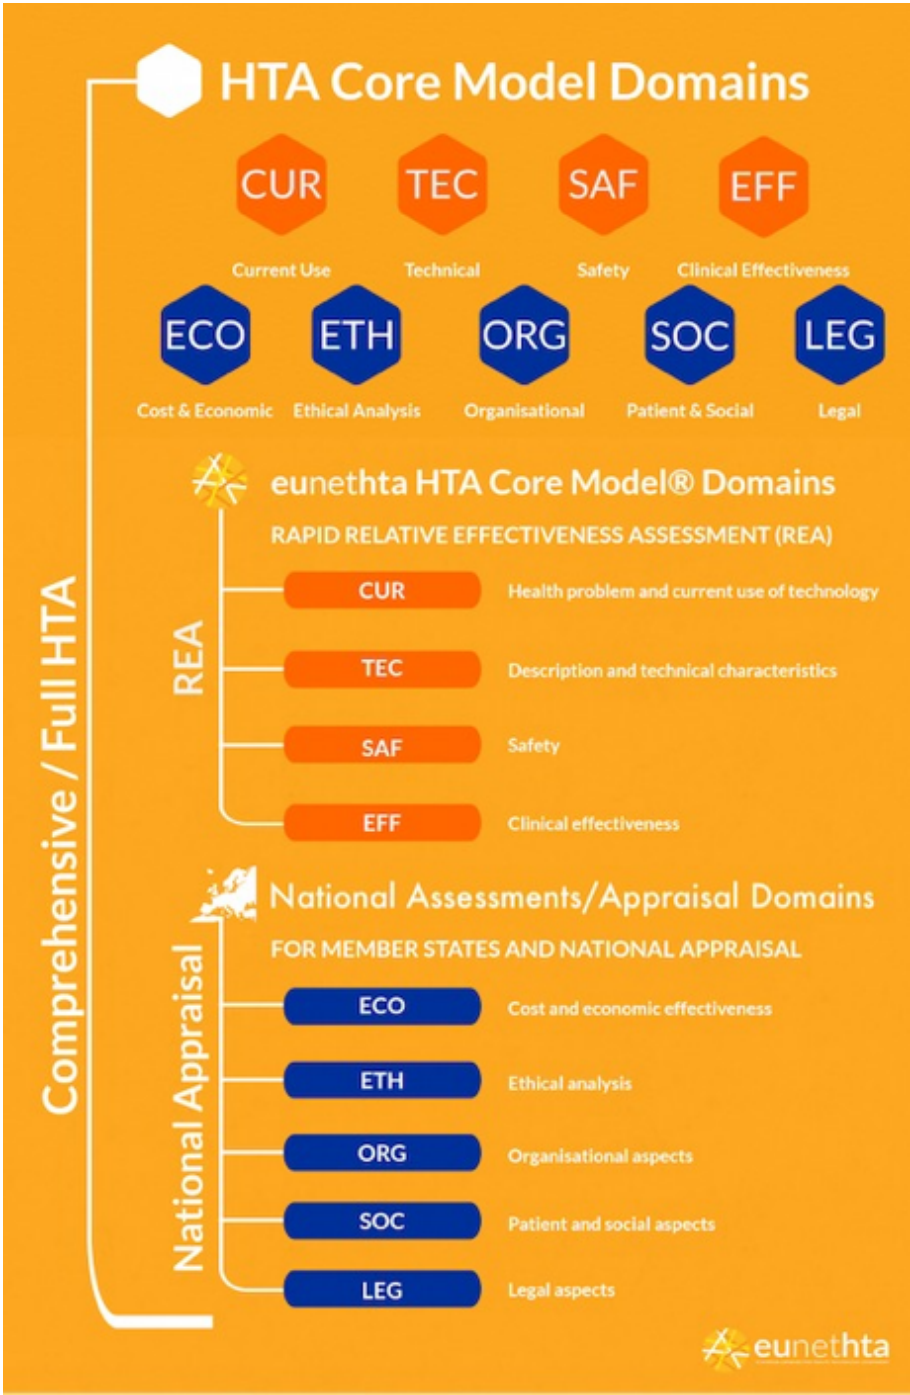 HTA Core Model Domains
CUR TEC SAF EFF
Current Use Technical Safety Clinical Effectiveness
ECO ETH ORG SOC LEG
Cost & Economic Ethical Analysis Organisational Patient & Social Legal
Comprehensive / Full HTA
eunethta HTA Core Model® Domains
RAPID RELATIVE EFFECTIVENESS ASSESSMENT (REA)
REA
CUR Health problem and current use of technology
TEC Description and technical characteristics
SAF Safety
EFF Clinical effectiveness
National Assessments/Appraisal Domains
FOR MEMBER STATES AND NATIONAL APPRAISAL
National Appraisal
ECO Cost and economic effectiveness
ETH Ethical analysis
ORG Organisational aspects
SOC Patient and social aspects
LEG Legal aspects
eunethta